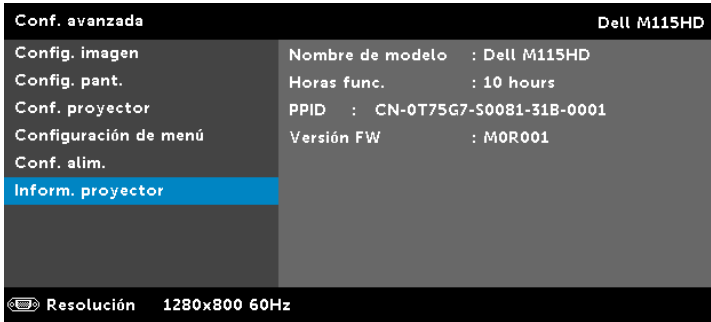 Conf. avanzada Dell M115HD
Config. imagen
Config. pant.
Conf. proyector
Configuración de menú
Conf. alim.
Inform. proyector
Nombre de modelo : Dell M115HD
Horas func. : 10 hours
PPID : CN-0T75G7-S0081-31B-0001
Versión FW : M0R001
Resolución 1280x800 60Hz